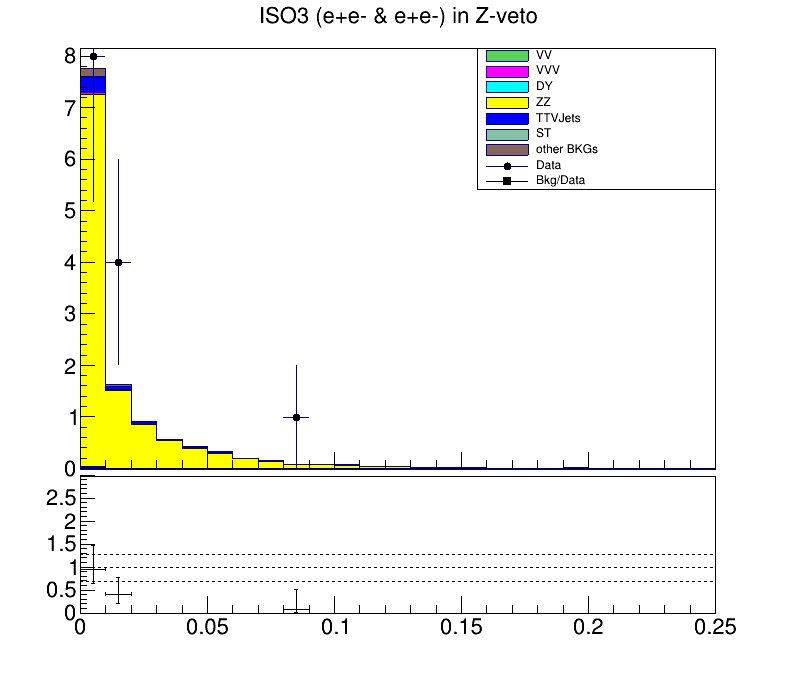 ISO3 (e+e- & e+e-) in Z-veto
8
7
6
5
4
3
2
1
0
VV
VVV
DY
ZZ
TTVJets
ST
other BKGs
Data
Bkg/Data
2.5
2
1.5
1
0.5
0
0 0.05 0.1 0.15 0.2 0.25